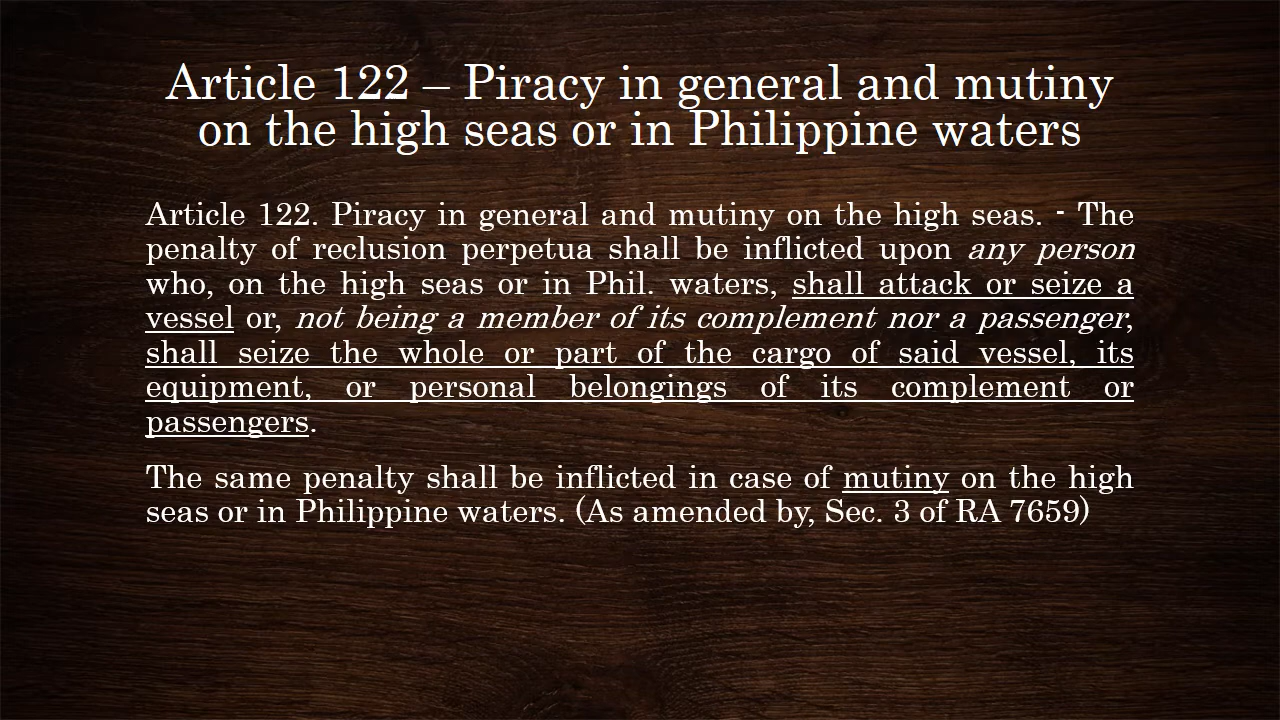 Article 122 – Piracy in general and mutiny
on the high seas or in Philippine waters
Article 122. Piracy in general and mutiny on the high seas. - The
penalty of reclusion perpetua shall be inflicted upon any person
who, on the high seas or in Phil. waters, shall attack or seize a
vessel or, not being a member of its complement nor a passenger,
shall seize the whole or part of the cargo of said vessel, its
equipment, or personal belongings of its complement or
passengers.
The same penalty shall be inflicted in case of mutiny on the high
seas or in Philippine waters. (As amended by, Sec. 3 of RA 7659)